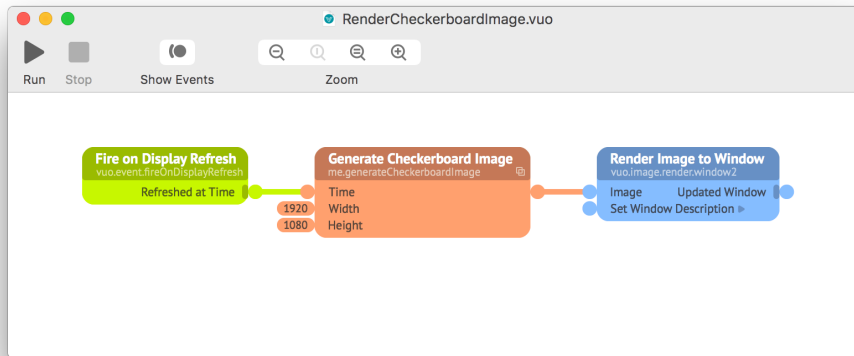 RenderCheckerboardImage.vuo
Run
Stop
Show Events
Zoom
Fire on Display Refresh
vuo.event.fireOnDisplayRefresh
Refreshed at Time
Generate Checkerboard Image
me.generateCheckerboardImage
Time
1920 Width
1080 Height
Render Image to Window
vuo.image.render.window2
Image Updated Window
Set Window Description